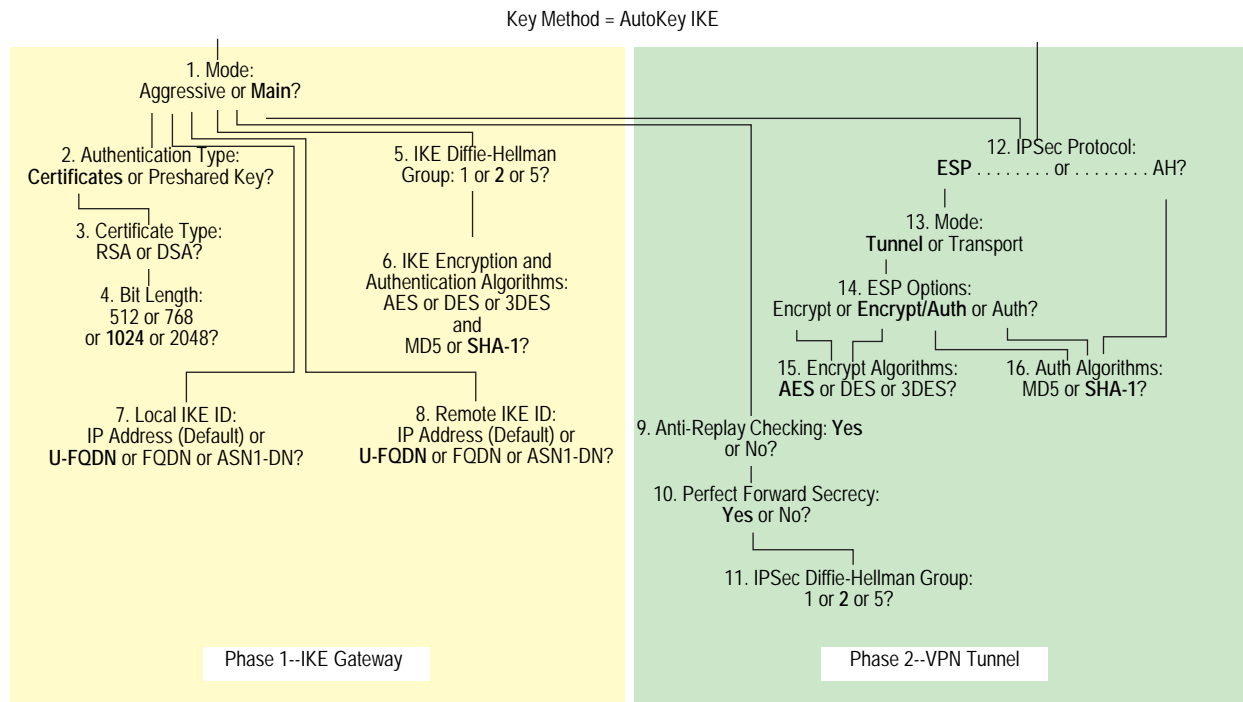 Key Method = AutoKey IKE
1. Mode:
Aggressive or Main?
2. Authentication Type:
Certificates or Preshared Key?
3. Certificate Type:
RSA or DSA?
4. Bit Length:
512 or 768
or 1024 or 2048?
5. IKE Diffie-Hellman
Group: 1 or 2 or 5?
6. IKE Encryption and
Authentication Algorithms:
AES or DES or 3DES
and
MD5 or SHA-1?
7. Local IKE ID:
IP Address (Default) or
U-FQDN or FQDN or ASN1-DN?
8. Remote IKE ID:
IP Address (Default) or
U-FQDN or FQDN or ASN1-DN?
Phase 1--IKE Gateway
12. IPSec Protocol:
ESP . . . . . . . . or . . . . . . . . AH?
13. Mode:
Tunnel or Transport
14. ESP Options:
Encrypt or Encrypt/Auth or Auth?
15. Encrypt Algorithms:
AES or DES or 3DES?
16. Auth Algorithms:
MD5 or SHA-1?
9. Anti-Replay Checking: Yes
or No?
10. Perfect Forward Secrecy:
Yes or No?
11. IPSec Diffie-Hellman Group:
1 or 2 or 5?
Phase 2--VPN Tunnel